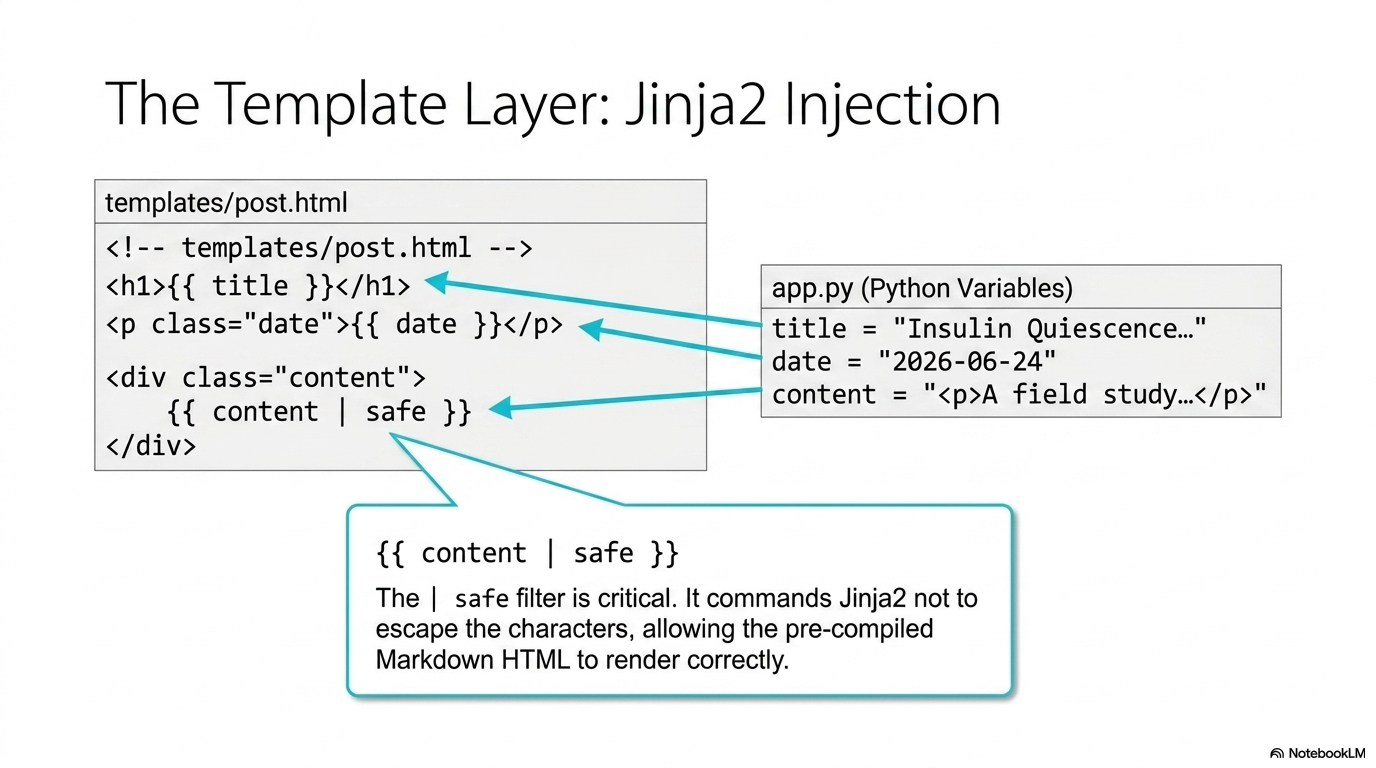 The Template Layer: Jinja2 Injection
templates/post.html
<!-- templates/post.html -->
<h1>{{ title }}</h1>
<p class="date">{{ date }}</p>
<div class="content">
    {{ content | safe }}
</div>
app.py (Python Variables)
title = "Insulin Quiescence…"
date = "2026-06-24"
content = "<p>A field study…</p>"
{{ content | safe }}
The | safe filter is critical. It commands Jinja2 not to
escape the characters, allowing the pre-compiled
Markdown HTML to render correctly.
NotebookLM